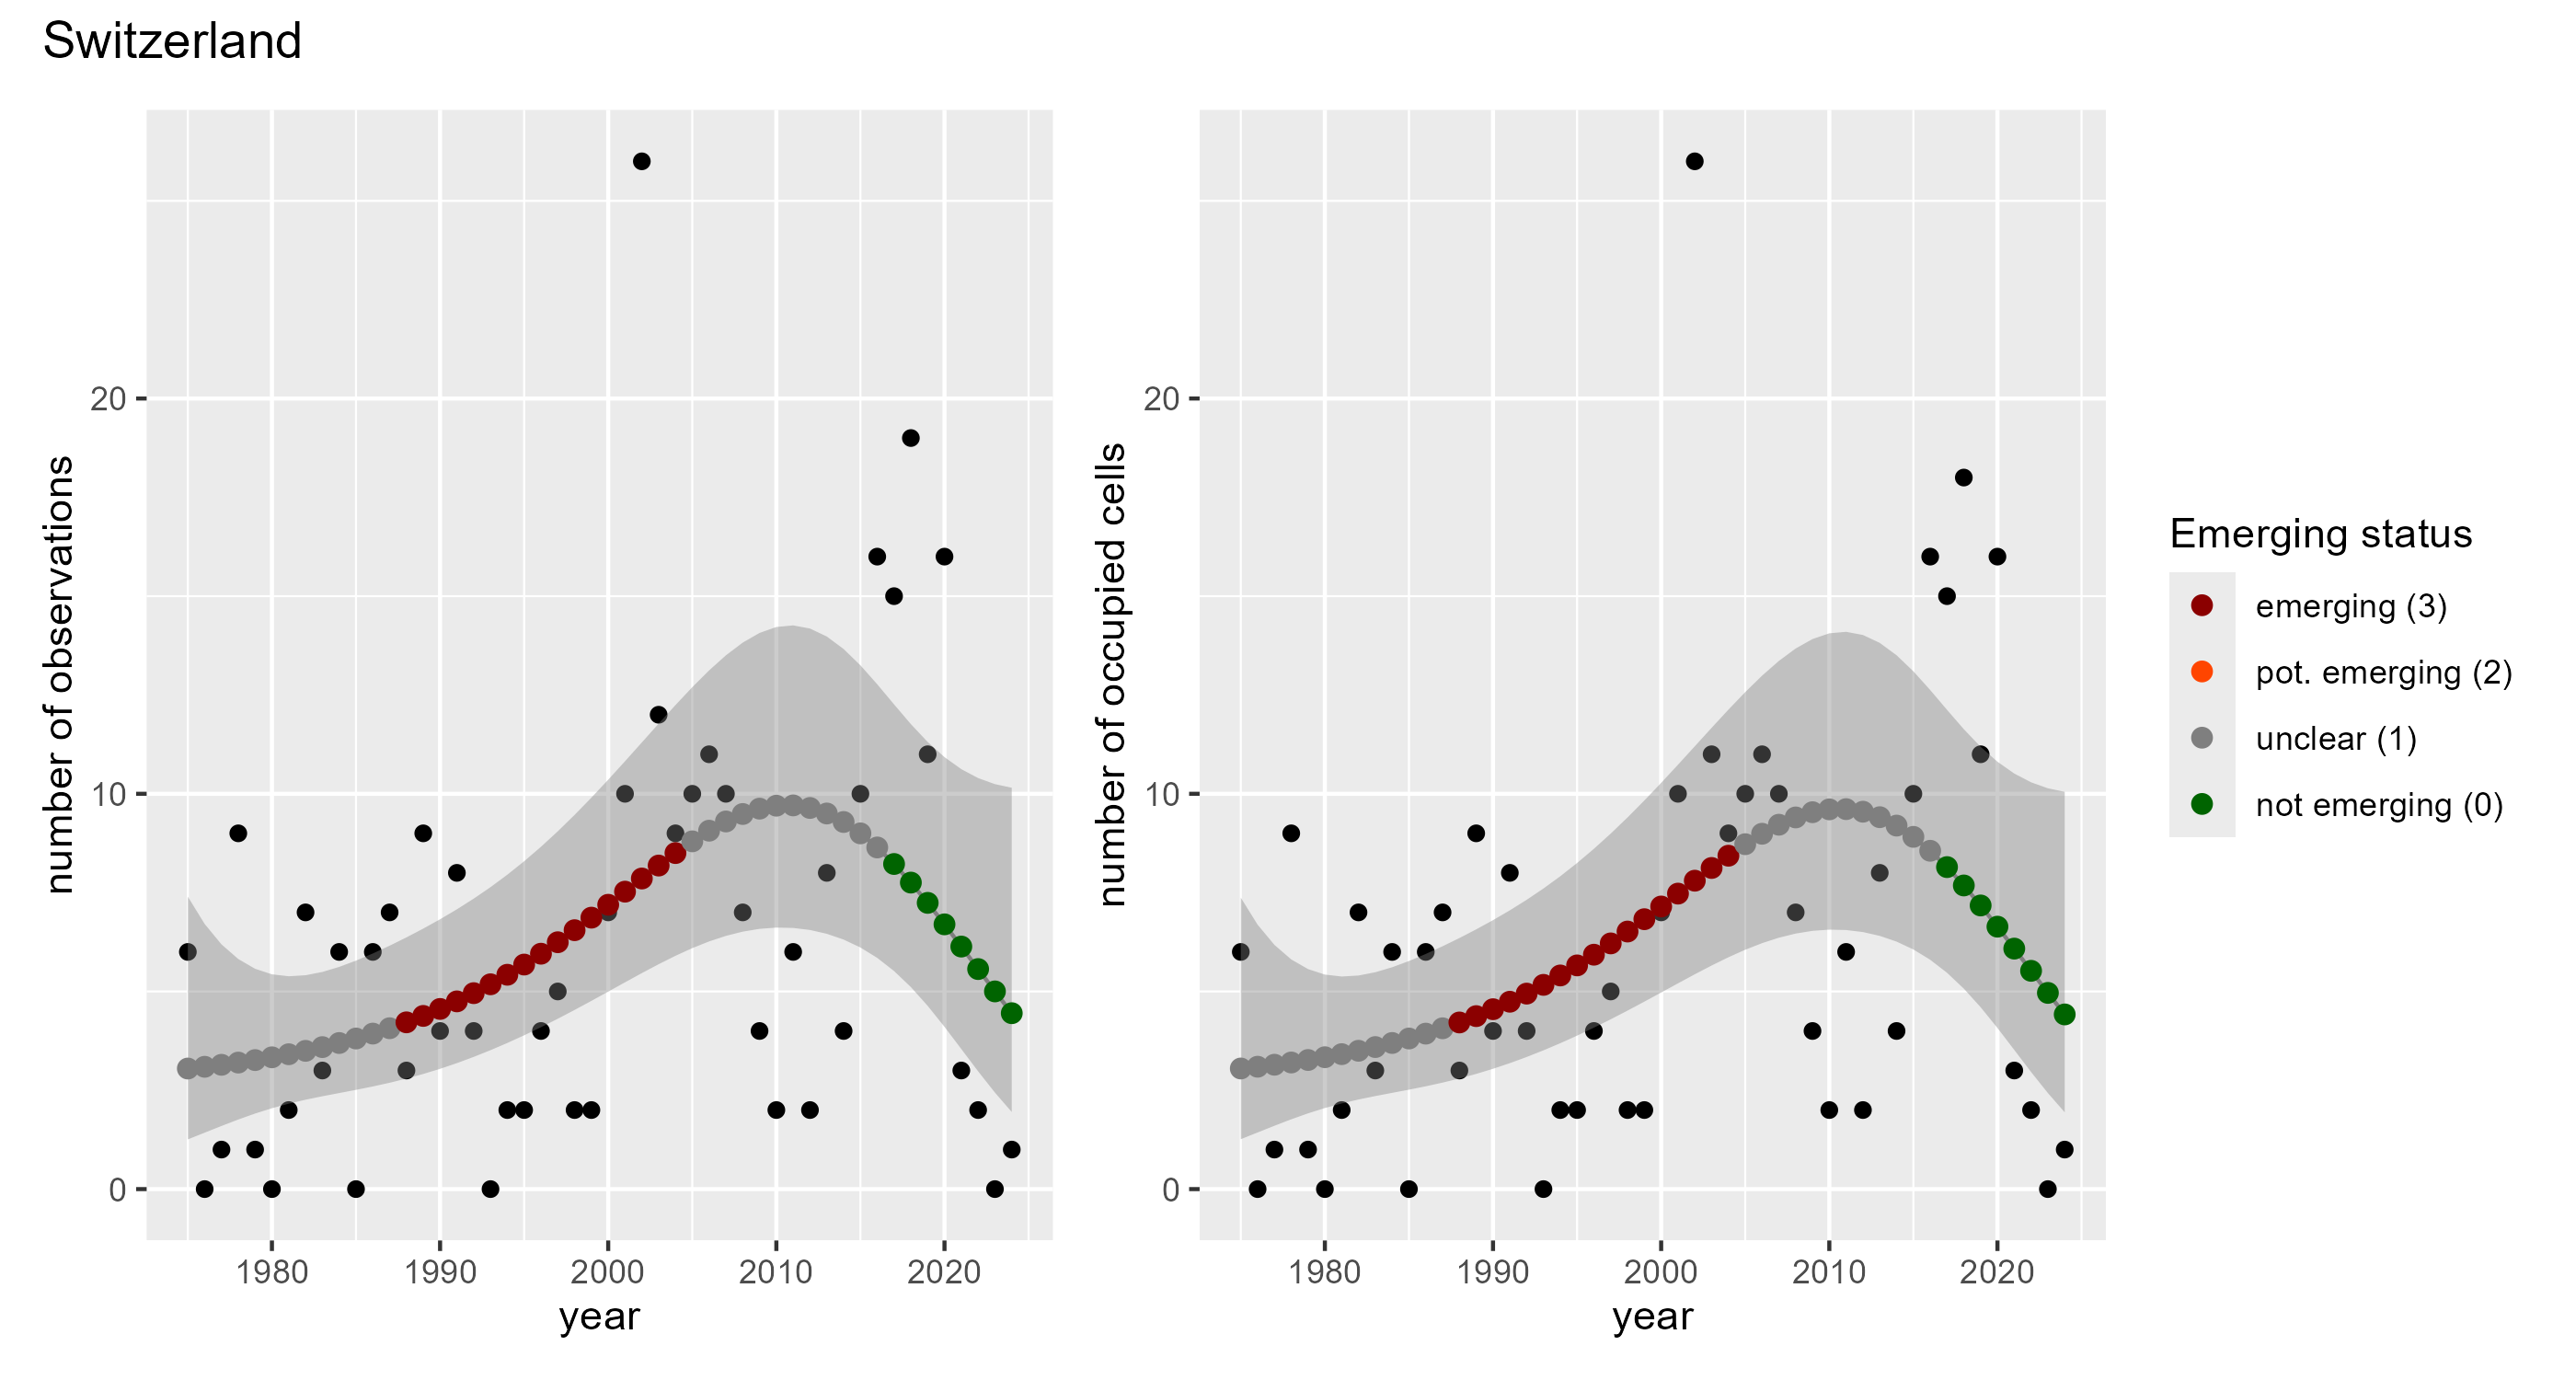 Switzerland
number of observations
20
10
0
1980 1990 2000 2010 2020
year
number of occupied cells
20
10
0
1980 1990 2000 2010 2020
year
Emerging status
emerging (3)
pot. emerging (2)
unclear (1)
not emerging (0)